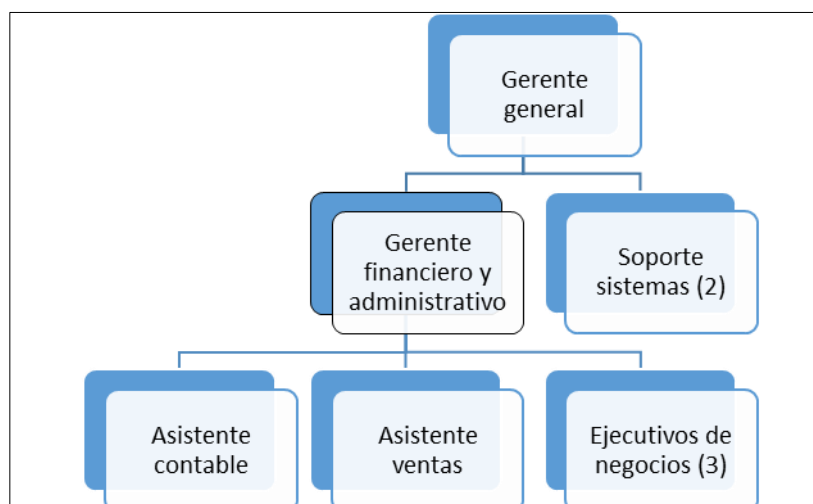 Gerente
general
Gerente
financiero y
administrativo
Soporte
sistemas (2)
Asistente
contable
Asistente
ventas
Ejecutivos de
negocios (3)